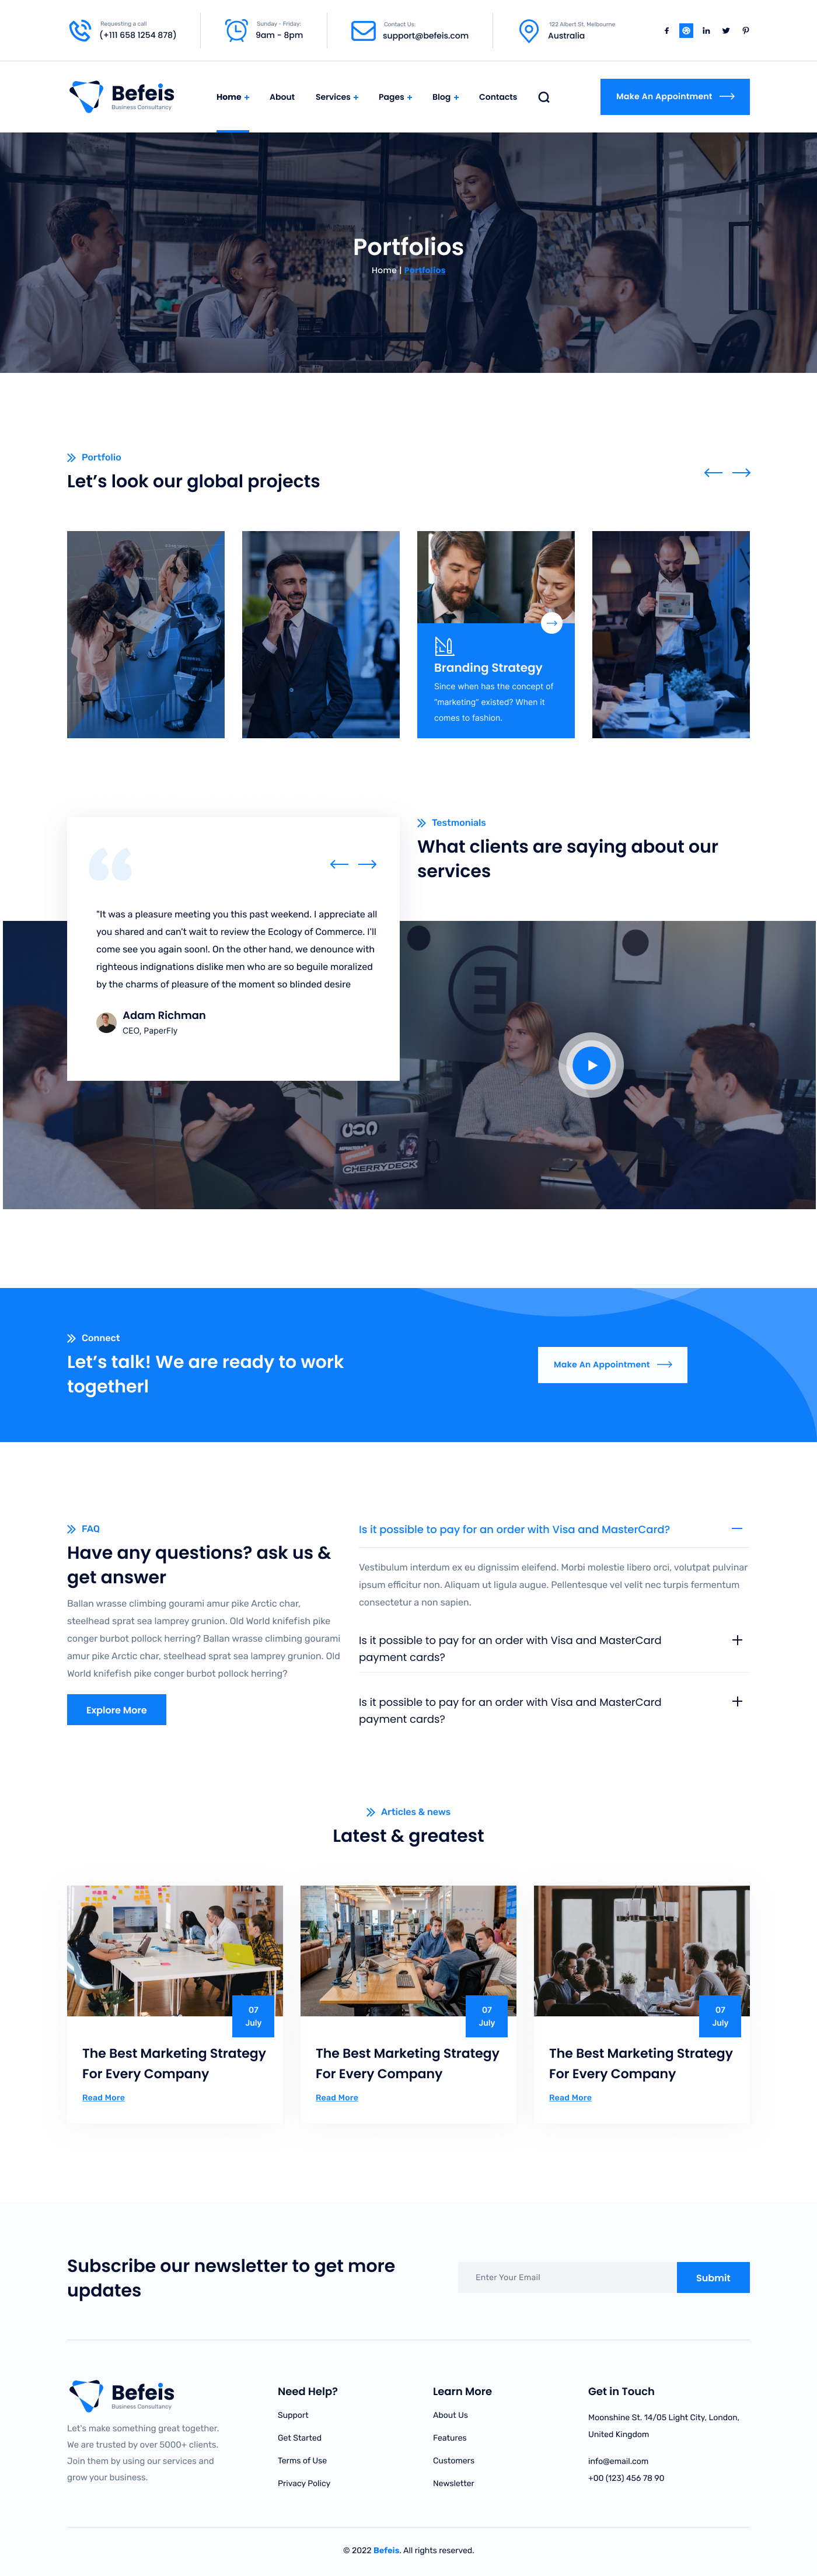 Requesting a call
(+111 658 1254 878)
Sunday - Friday:
9am - 8pm
Contact Us:
support@befeis.com
122 Albert St, Melbourne
Australia
Befeis
Business Consultancy
Home + About Services + Pages + Blog + Contacts
Make An Appointment
Portfolios
Home | Portfolios
Portfolio
Let's look our global projects
Branding Strategy
Since when has the concept of
"marketing" existed? When it
comes to fashion.
Testmonials
What clients are saying about our
services
"It was a pleasure meeting you this past weekend. I appreciate all
you shared and can't wait to review the Ecology of Commerce. I'll
come see you again soon!. On the other hand, we denounce with
righteous indignations dislike men who are so beguile moralized
by the charms of pleasure of the moment so blinded desire
Adam Richman
CEO, PaperFly
CHERRYDECK
Connect
Let's talk! We are ready to work
togetherl
Make An Appointment
FAQ
Have any questions? ask us &
get answer
Ballan wrasse climbing gourami amur pike Arctic char,
steelhead sprat sea lamprey grunion. Old World knifefish pike
conger burbot pollock herring? Ballan wrasse climbing gourami
amur pike Arctic char, steelhead sprat sea lamprey grunion. Old
World knifefish pike conger burbot pollock herring?
Explore More
Is it possible to pay for an order with Visa and MasterCard?
Vestibulum interdum ex eu dignissim eleifend. Morbi molestie libero orci, volutpat pulvinar
ipsum efficitur non. Aliquam ut ligula augue. Pellentesque vel velit nec turpis fermentum
consectetur a non sapien.
Is it possible to pay for an order with Visa and MasterCard
payment cards?
Is it possible to pay for an order with Visa and MasterCard
payment cards?
Articles & news
Latest & greatest
07
July
The Best Marketing Strategy
For Every Company
Read More
07
July
The Best Marketing Strategy
For Every Company
Read More
07
July
The Best Marketing Strategy
For Every Company
Read More
Subscribe our newsletter to get more
updates
Enter Your Email
Submit
Befeis
Business Consultancy
Let's make something great together.
We are trusted by over 5000+ clients.
Join them by using our services and
grow your business.
Need Help?
Support
Get Started
Terms of Use
Privacy Policy
Learn More
About Us
Features
Customers
Newsletter
Get in Touch
Moonshine St. 14/05 Light City, London,
United Kingdom
info@email.com
+00 (123) 456 78 90
© 2022 Befeis. All rights reserved.